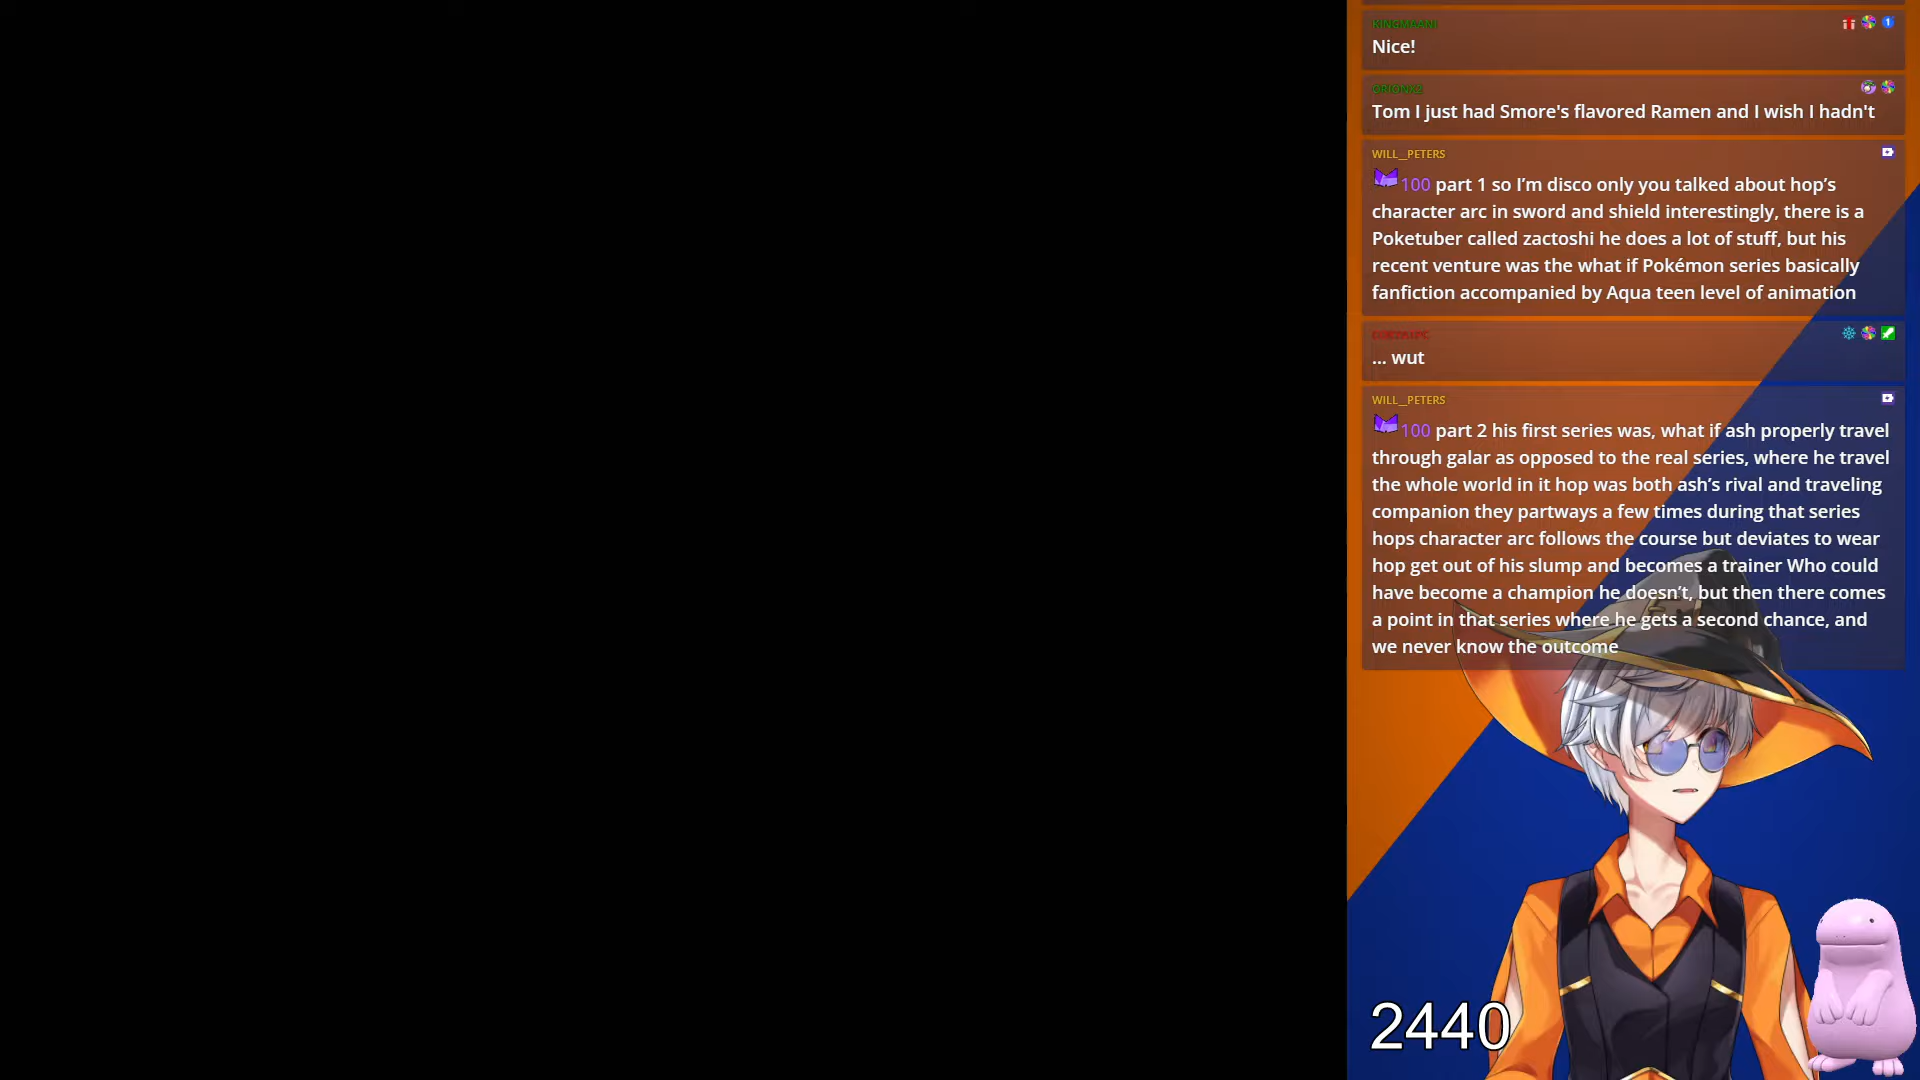 Nice!
Tom I just had Smore's flavored Ramen and I wish I hadn't
WILL__PETERS
100 part 1 so I’m disco only you talked about hop’s
character arc in sword and shield interestingly, there is a
Poketuber called zactoshi he does a lot of stuff, but his
recent venture was the what if Pokémon series basically
fanfiction accompanied by Aqua teen level of animation
... wut
WILL__PETERS
100 part 2 his first series was, what if ash properly travel
through galar as opposed to the real series, where he travel
the whole world in it hop was both ash’s rival and traveling
companion they partways a few times during that series
hops character arc follows the course but deviates to wear
hop get out of his slump and becomes a trainer Who could
have become a champion he doesn’t, but then there comes
a point in that series where he gets a second chance, and
we never know the outcome
2440